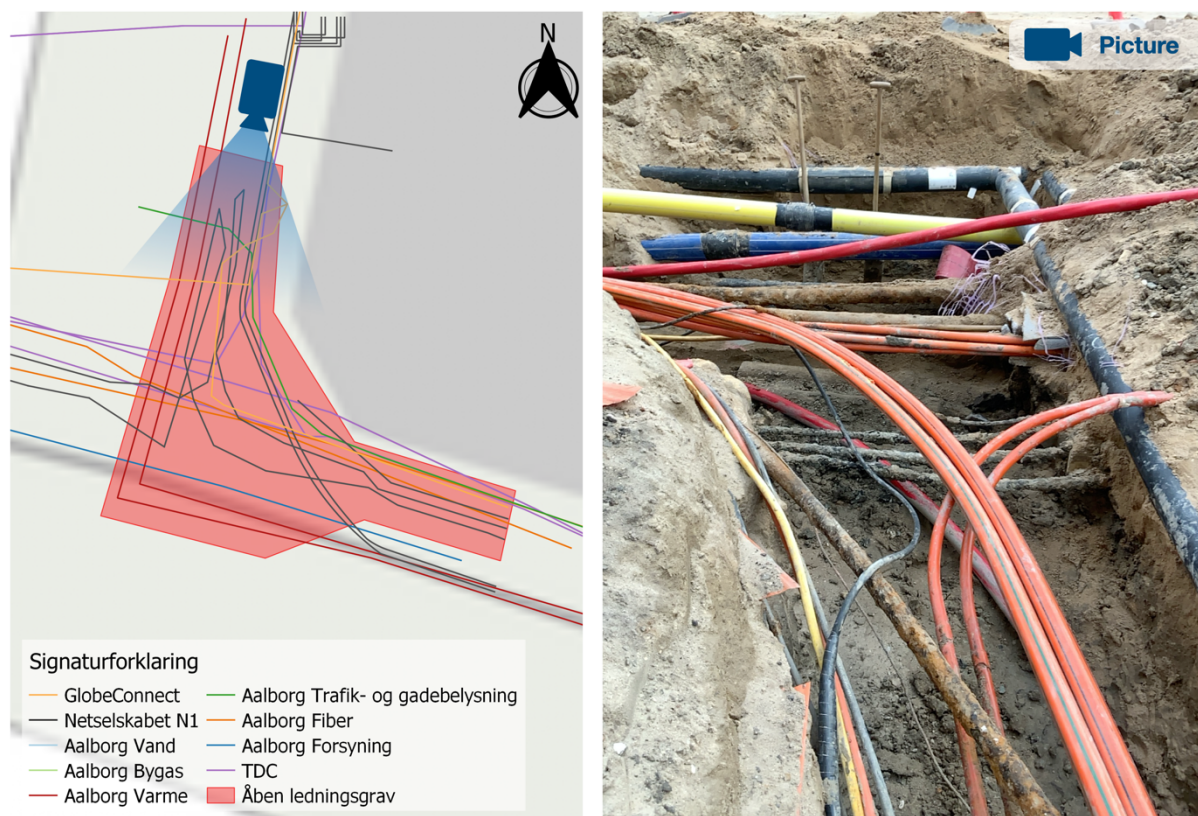 N
Picture
Signaturforklaring
GlobeConnect
Netselskabet N1
Aalborg Vand
Aalborg Bygas
Aalborg Varme
Aalborg Trafik- og gadebelysning
Aalborg Fiber
Aalborg Forsyning
TDC
Åben ledningsgrav